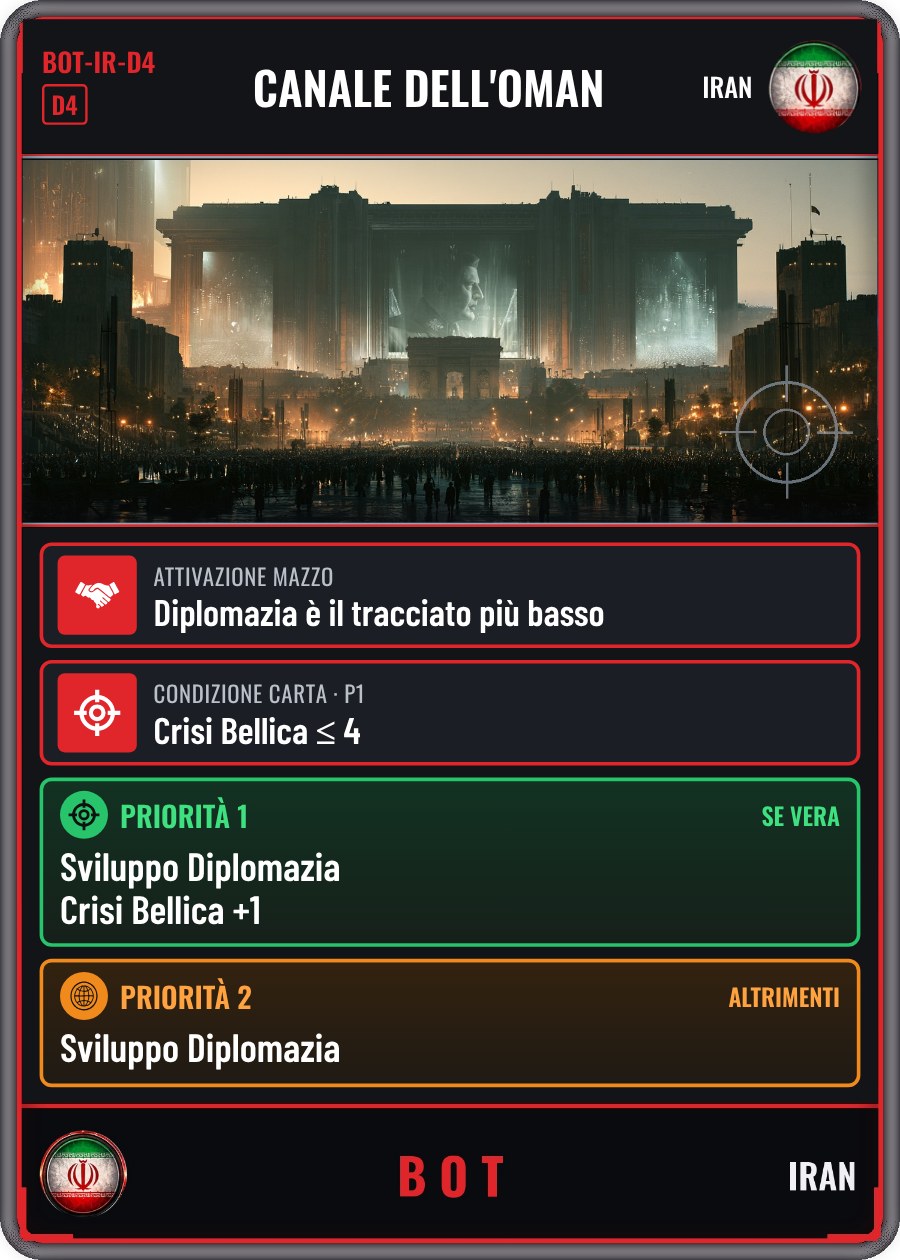 BOT-IR-D4
D4
CANALE DELL'OMAN
IRAN
ATTIVAZIONE MAZZO
Diplomazia è il tracciato più basso
CONDIZIONE CARTA · P1
Crisi Bellica ≤ 4
PRIORITÀ 1
SE VERA
Sviluppo Diplomazia
Crisi Bellica +1
PRIORITÀ 2
ALTRIMENTI
Sviluppo Diplomazia
BOT
IRAN